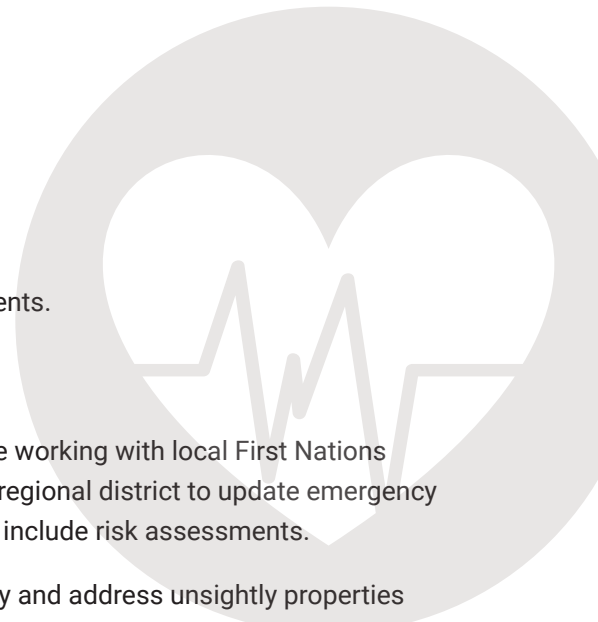 ents.
e working with local First Nations
regional district to update emergency
include risk assessments.
y and address unsightly properties